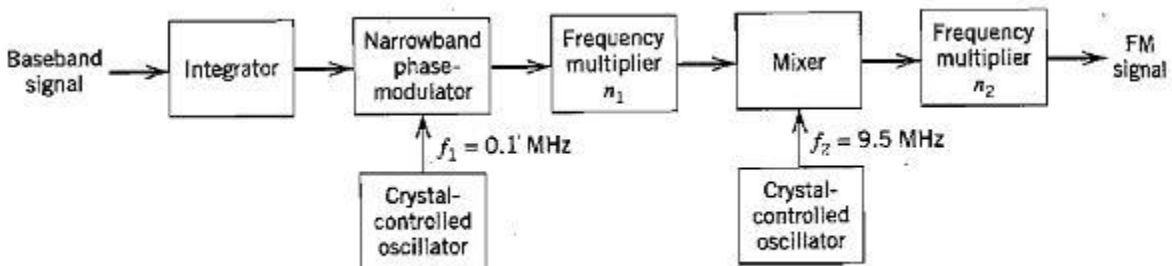 Baseband
signal
Integrator
Narrowband
phase-
modulator
Frequency
multiplier
n₁
Mixer
Frequency
multiplier
n₂
FM
signal
f₁ = 0.1 MHz
f₂ = 9.5 MHz
Crystal-
controlled
oscillator
Crystal-
controlled
oscillator